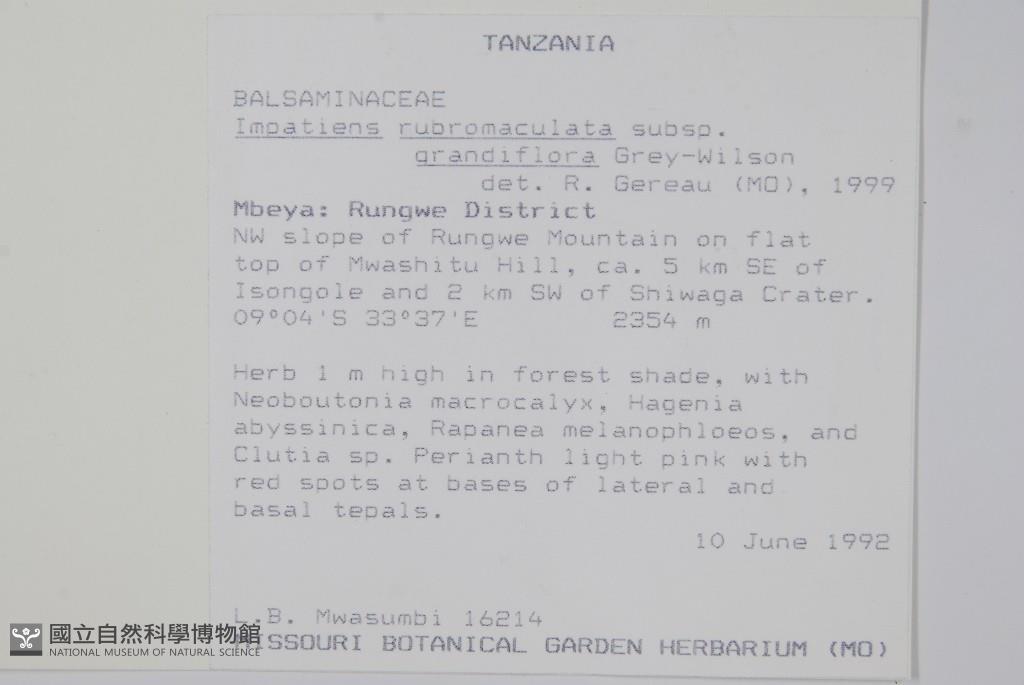 TANZANIA
BALSAMINACEAE
Impatiens rubromaculata subsp.
grandiflora Grey-Wilson
det. R. Gereau (MO), 1999
Mbeya: Rungwe District
NW slope of Rungwe Mountain on flat
top of Mwashitu Hill, ca. 5 km SE of
Isongole and 2 km SW of Shiwaga Crater.
09°04'S 33°37'E 2354 m
Herb 1 m high in forest shade, with
Neoboutonia macrocalyx, Hagenia
abyssinica, Rapanea melanophloeos, and
Clutia sp. Perianth light pink with
red spots at bases of lateral and
basal tepals.
10 June 1992
L.B. Mwasumbi 16214
MISSOURI BOTANICAL GARDEN HERBARIUM (MO)
國立自然科學博物館
NATIONAL MUSEUM OF NATURAL SCIENCE